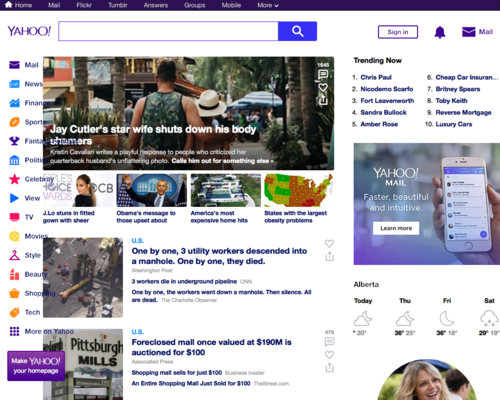 Home Mail Flickr Tumblr Answers Groups Mobile More
YAHOO!
Sign in
Mail
Mail
News
Finance
Sports
Politics
Celebrity
View
TV
Movies
Style
Beauty
Shopping
Tech
More on Yahoo
Make YAHOO!
your homepage
1645
Jay Cutler's star wife shuts down his body
shamers
Kristin Cavallari writes a playful response to people who criticized her
quarterback husband's unflattering photo. Calls him out for something else »
J.Lo stuns in fitted
gown with sheer
Obama's message to
those upset about
America's most
expensive home hits
States with the largest
obesity problems
U.S.
One by one, 3 utility workers descended into
a manhole. One by one, they died.
Washington Post
3 workers die in underground pipeline CNN
One by one, the workers went down a manhole. Then silence. All
are dead. The Charlotte Observer
Pittsburgh
MILLS
U.S.
Foreclosed mall once valued at $190M is
auctioned for $100
Associated Press
Shopping mall sells for just $100 Business Insider
An Entire Shopping Mall Just Sold for $100 TheStreet.com
476
Trending Now
1. Chris Paul
2. Nicodemo Scarfo
3. Fort Leavenworth
4. Sandra Bullock
5. Amber Rose
6. Cheap Car Insuran...
7. Britney Spears
8. Toby Keith
9. Reverse Mortgage
10. Luxury Cars
YAHOO!
MAIL
Faster, beautiful
and intuitive.
Learn more
Alberta
Today Thu Fri Sat
° 30° 36° 25° 36° 18° 29° 19°